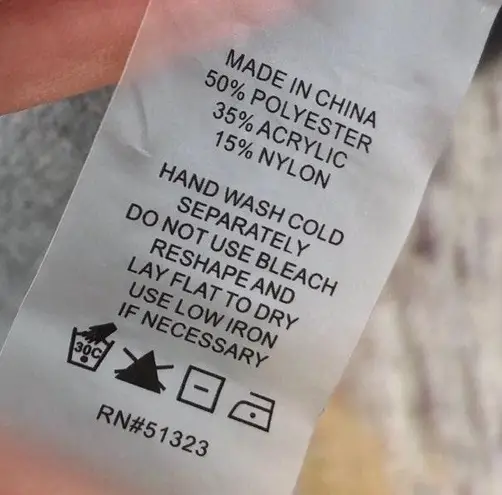 MADE IN CHINA
50% POLYESTER
35% ACRYLIC
15% NYLON
HAND WASH COLD
SEPARATELY
DO NOT USE BLEACH
RESHAPE AND
LAY FLAT TO DRY
USE LOW IRON
IF NECESSARY
30C
RN#51323